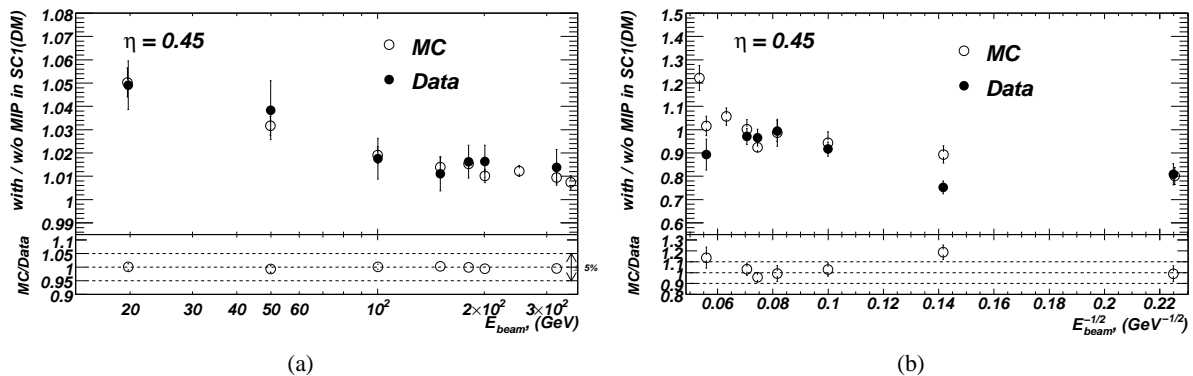 with / w/o MIP in SC1(DM)
1.08
1.07
1.06
1.05
1.04
1.03
1.02
1.01
1
0.99
η = 0.45
MC
Data
MC/Data
1.1
1.05
1
0.95
0.9
5%
20 30 40 50 60 10² 2×10² 3×10²
E_beam, (GeV)
(a)
with / w/o MIP in SC1(DM)
1.5
1.4
1.3
1.2
1.1
1
0.9
0.8
0.7
0.6
η = 0.45
MC
Data
MC/Data
1.3
1.2
1.1
1
0.9
0.8
0.06 0.08 0.1 0.12 0.14 0.16 0.18 0.2 0.22
E_beam^{-1/2}, (GeV^{-1/2})
(b)